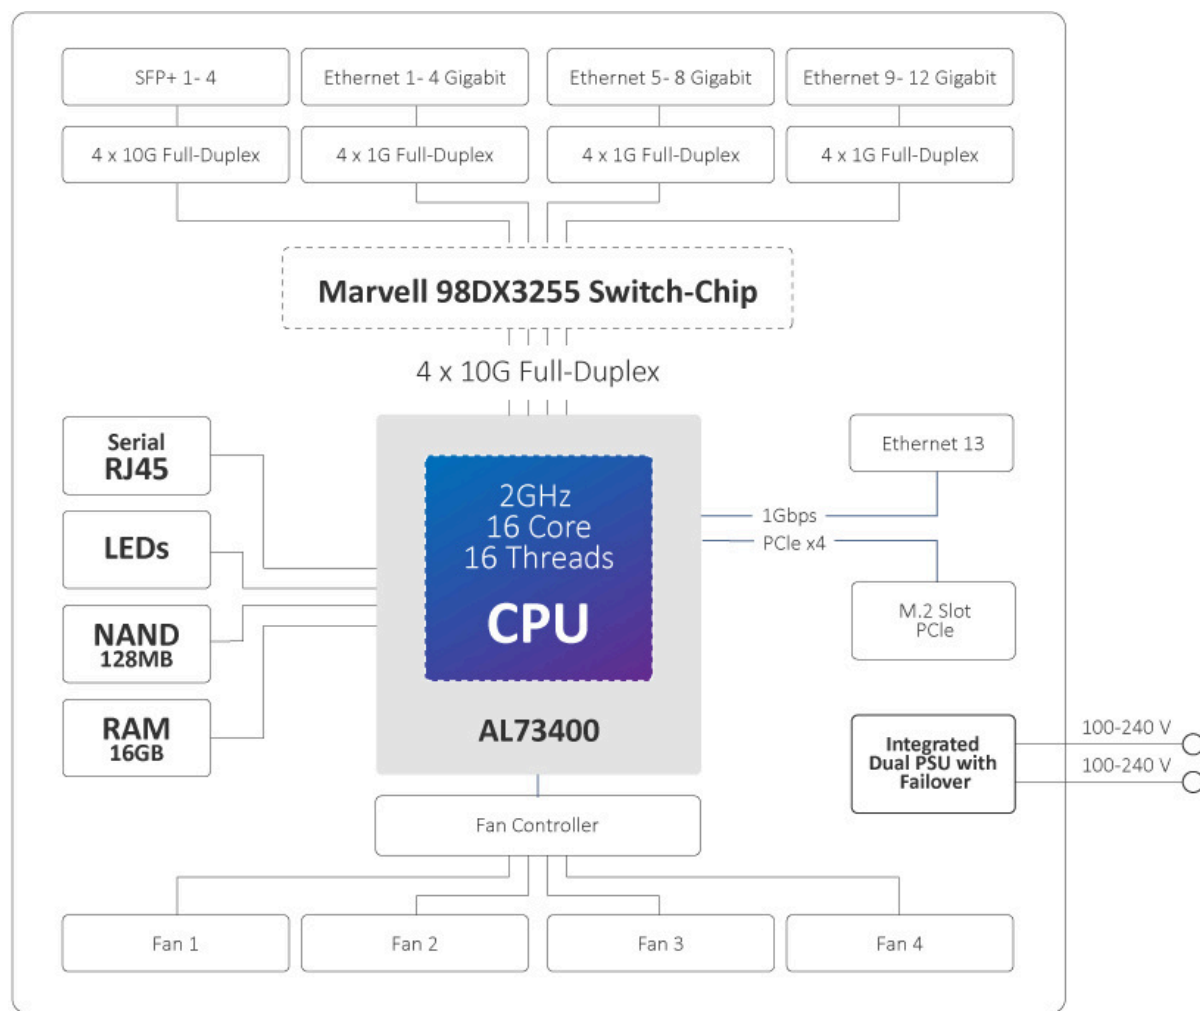 SFP+ 1- 4
Ethernet 1- 4 Gigabit
Ethernet 5- 8 Gigabit
Ethernet 9- 12 Gigabit
4 x 10G Full-Duplex
4 x 1G Full-Duplex
4 x 1G Full-Duplex
4 x 1G Full-Duplex
Marvell 98DX3255 Switch-Chip
4 x 10G Full-Duplex
Serial
RJ45
LEDs
NAND
128MB
RAM
16GB
2GHz
16 Core
16 Threads
CPU
AL73400
Ethernet 13
1Gbps
PCIe x4
M.2 Slot
PCIe
Integrated
Dual PSU with
Failover
100-240 V
100-240 V
Fan Controller
Fan 1
Fan 2
Fan 3
Fan 4